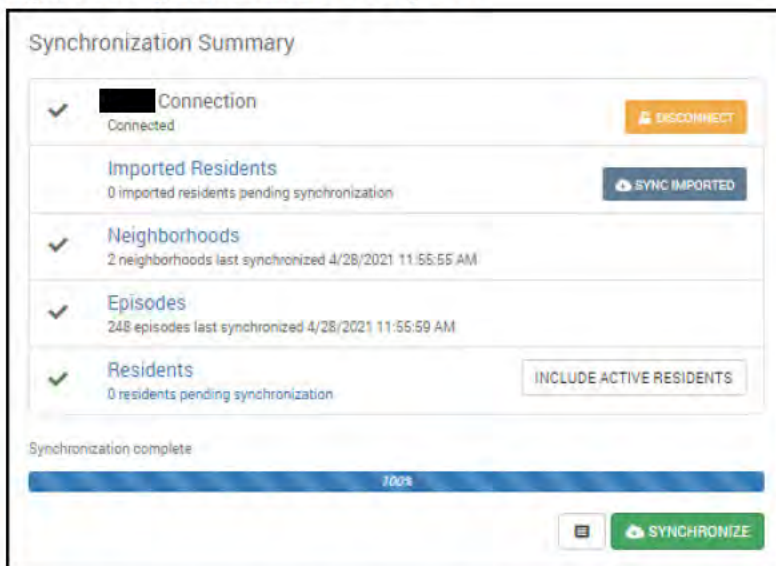 Synchronization Summary
Connection
Connected
DISCONNECT
Imported Residents
0 imported residents pending synchronization
SYNC IMPORTED
Neighborhoods
2 neighborhoods last synchronized 4/28/2021 11:55:55 AM
Episodes
248 episodes last synchronized 4/28/2021 11:55:59 AM
Residents
0 residents pending synchronization
INCLUDE ACTIVE RESIDENTS
Synchronization complete
100%
SYNCHRONIZE